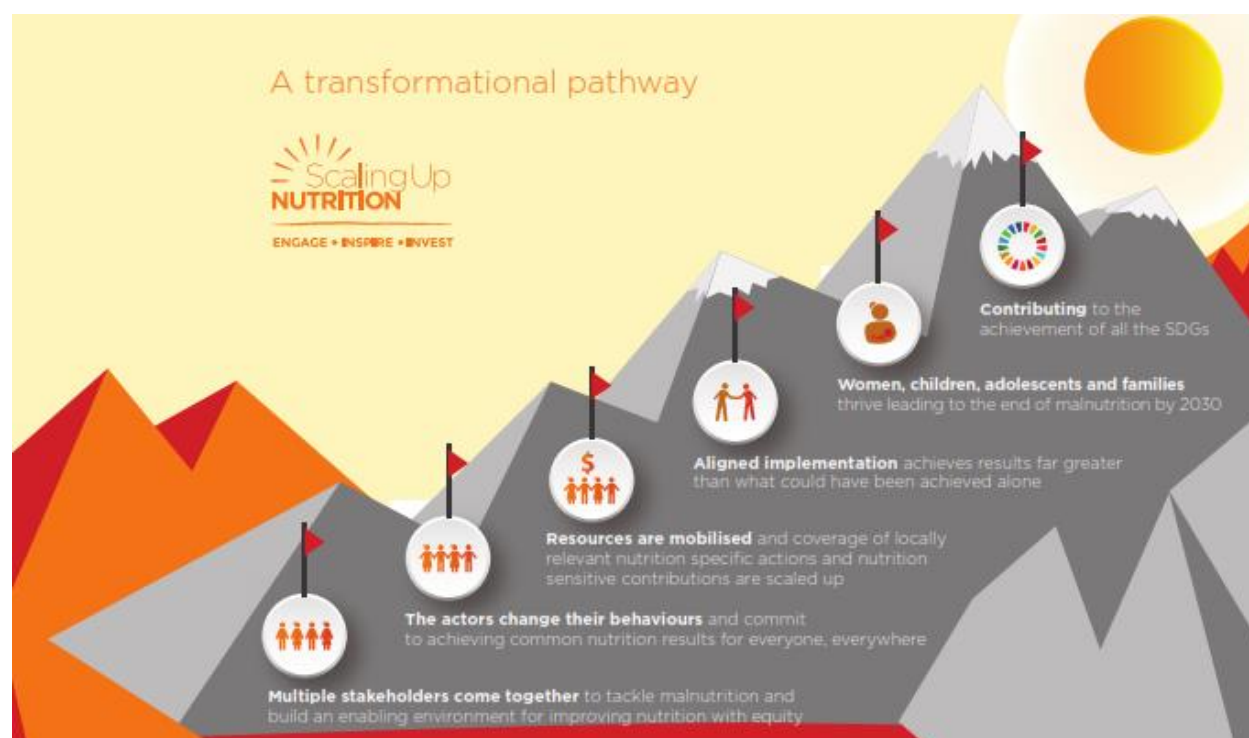 A transformational pathway
Scaling Up
NUTRITION
ENGAGE • INSPIRE • INVEST
Contributing to the
achievement of all the SDGs
Women, children, adolescents and families
thrive leading to the end of malnutrition by 2030
Aligned implementation achieves results far greater
than what could have been achieved alone
$
Resources are mobilised and coverage of locally
relevant nutrition specific actions and nutrition
sensitive contributions are scaled up
The actors change their behaviours and commit
to achieving common nutrition results for everyone, everywhere
Multiple stakeholders come together to tackle malnutrition and
build an enabling environment for improving nutrition with equity